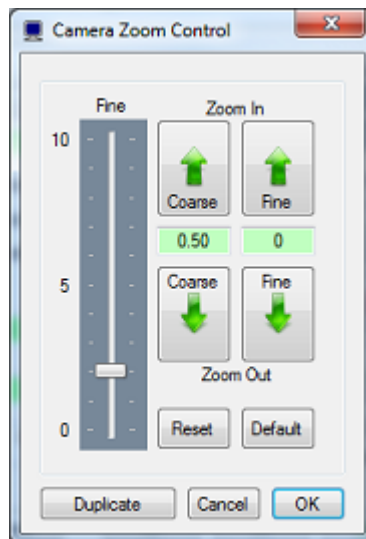 Camera Zoom Control
Fine
Zoom In
10
Coarse
Fine
0.50
0
5
Coarse
Fine
Zoom Out
0
Reset
Default
Duplicate
Cancel
OK